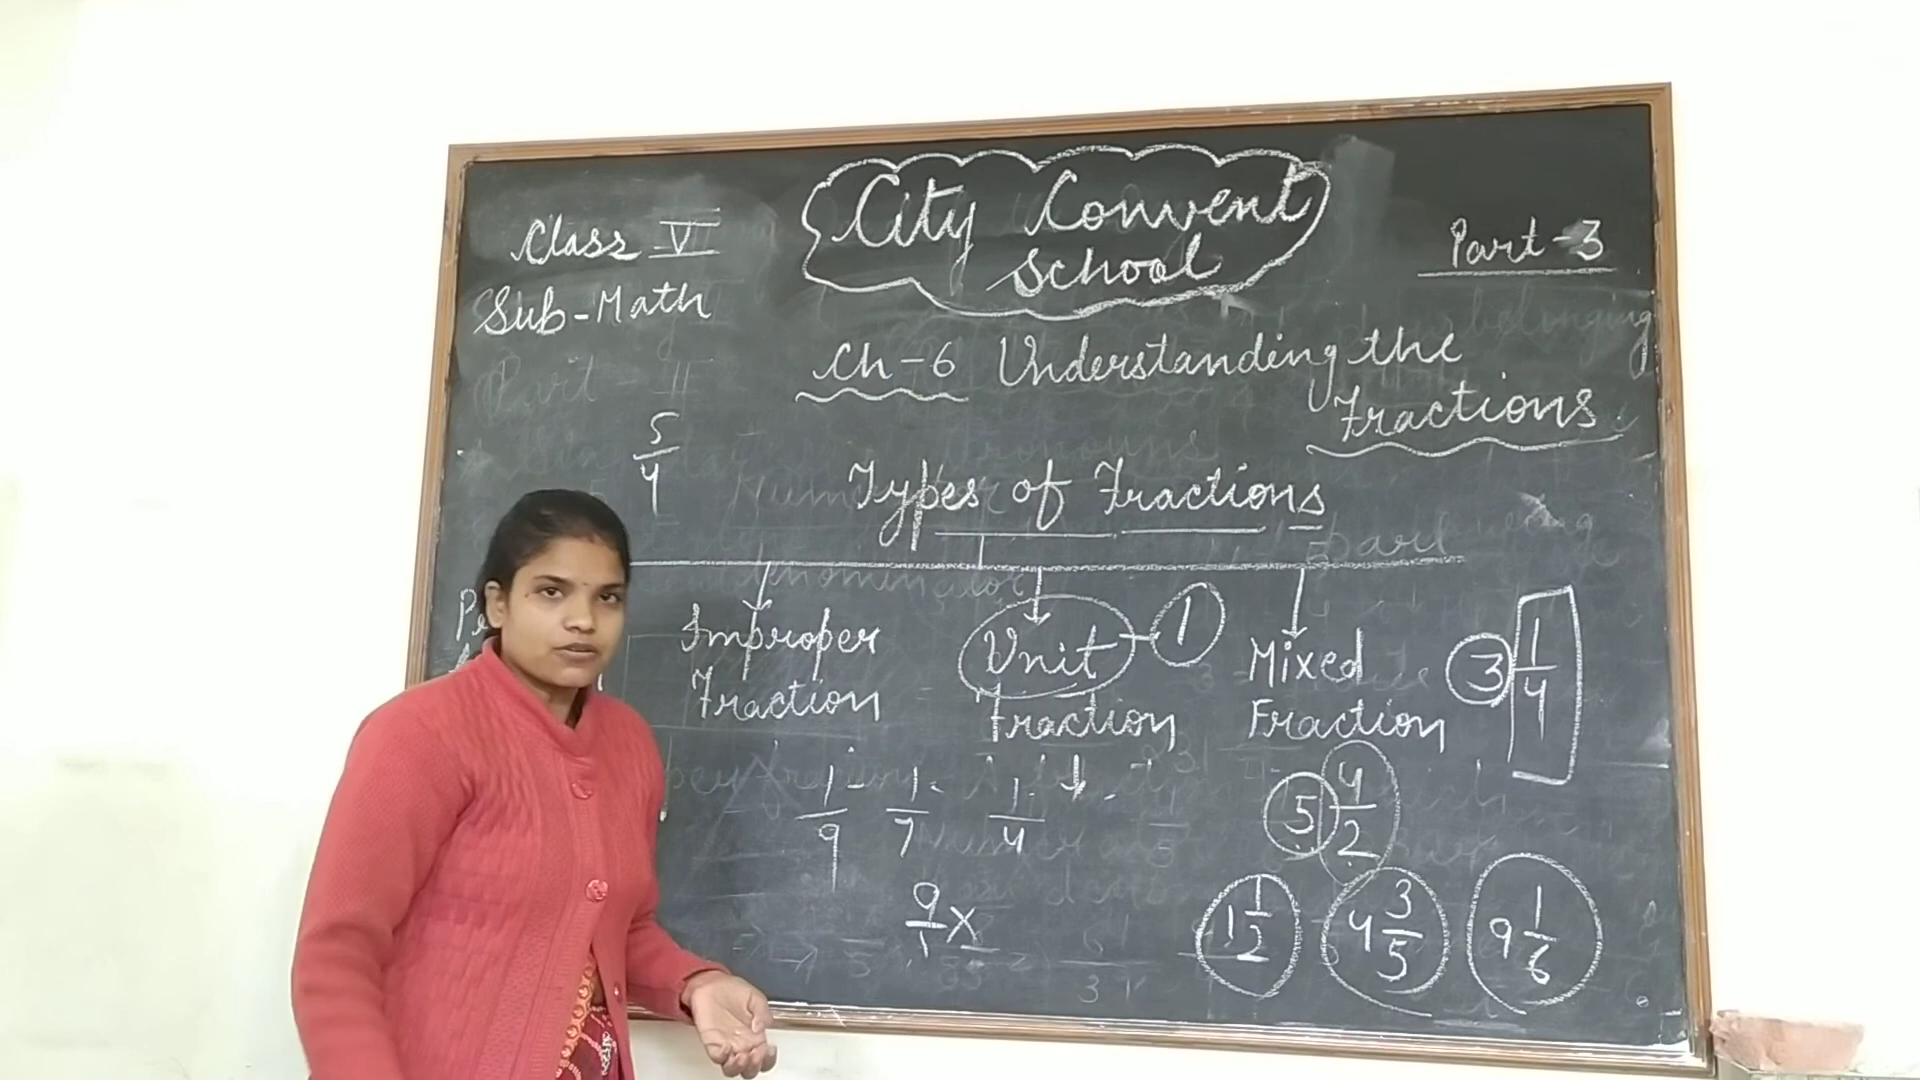 City Convent
School
Class V
Sub-Math
Part-3
Ch-6 Understanding the
Fractions
5/4
Types of Fractions
Improper
Fraction
Unit
Fraction
1
Mixed
Fraction
3 1/4
1/9 1/7 1/4
5 4/2
9/1 X
1 1/2 4 3/5 9 1/6